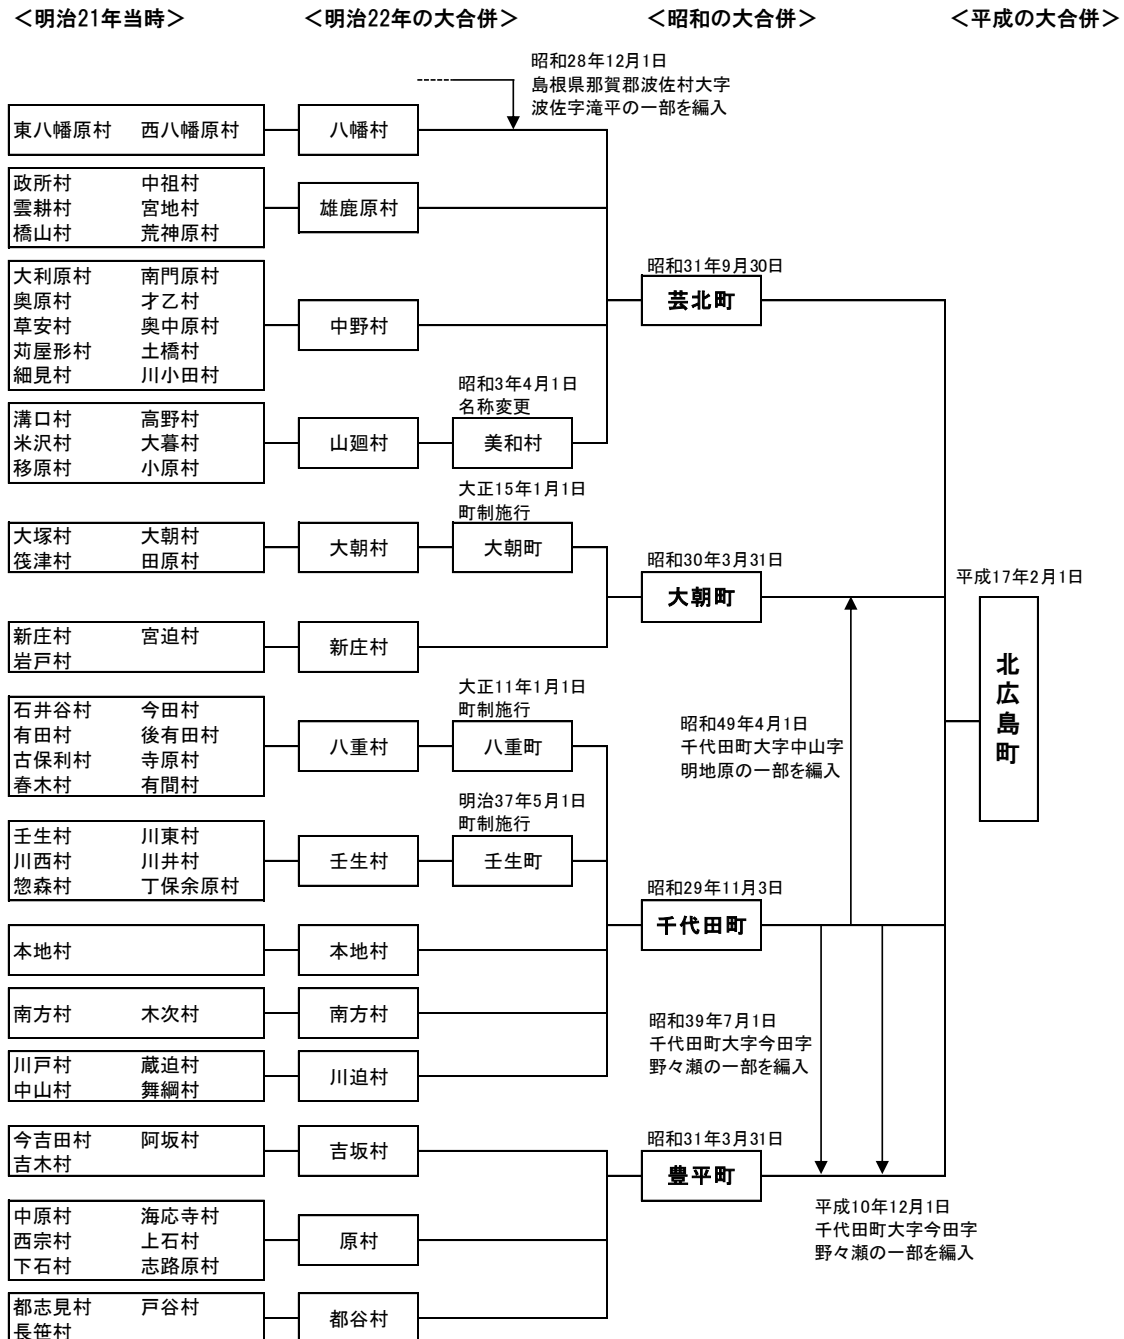 ＜明治21年当時＞
＜明治22年の大合併＞
＜昭和の大合併＞
＜平成の大合併＞
昭和28年12月1日
島根県那賀郡波佐村大字
波佐字滝平の一部を編入
東八幡原村 西八幡原村
八幡村
政所村 中祖村
雲耕村 宮地村
橋山村 荒神原村
雄鹿原村
大利原村 南門原村
奥原村 才乙村
草安村 奥中原村
苅屋形村 土橋村
細見村 川小田村
中野村
昭和31年9月30日
芸北町
溝口村 高野村
米沢村 大暮村
移原村 小原村
山廻村
昭和3年4月1日
名称変更
美和村
大塚村 大朝村
筏津村 田原村
大朝村
大正15年1月1日
町制施行
大朝町
昭和30年3月31日
大朝町
新庄村 宮迫村
岩戸村
新庄村
平成17年2月1日
北広島町
石井谷村 今田村
有田村 後有田村
古保利村 寺原村
春木村 有間村
八重村
大正11年1月1日
町制施行
八重町
昭和49年4月1日
千代田町大字中山字
明地原の一部を編入
壬生村 川東村
川西村 川井村
惣森村 丁保余原村
壬生村
明治37年5月1日
町制施行
壬生町
昭和29年11月3日
千代田町
本地村
本地村
南方村 木次村
南方村
川戸村 蔵迫村
中山村 舞綱村
川迫村
昭和39年7月1日
千代田町大字今田字
野々瀬の一部を編入
今吉田村 阿坂村
吉木村
吉坂村
昭和31年3月31日
豊平町
中原村 海応寺村
西宗村 上石村
下石村 志路原村
原村
平成10年12月1日
千代田町大字今田字
野々瀬の一部を編入
都志見村 戸谷村
長笹村
都谷村